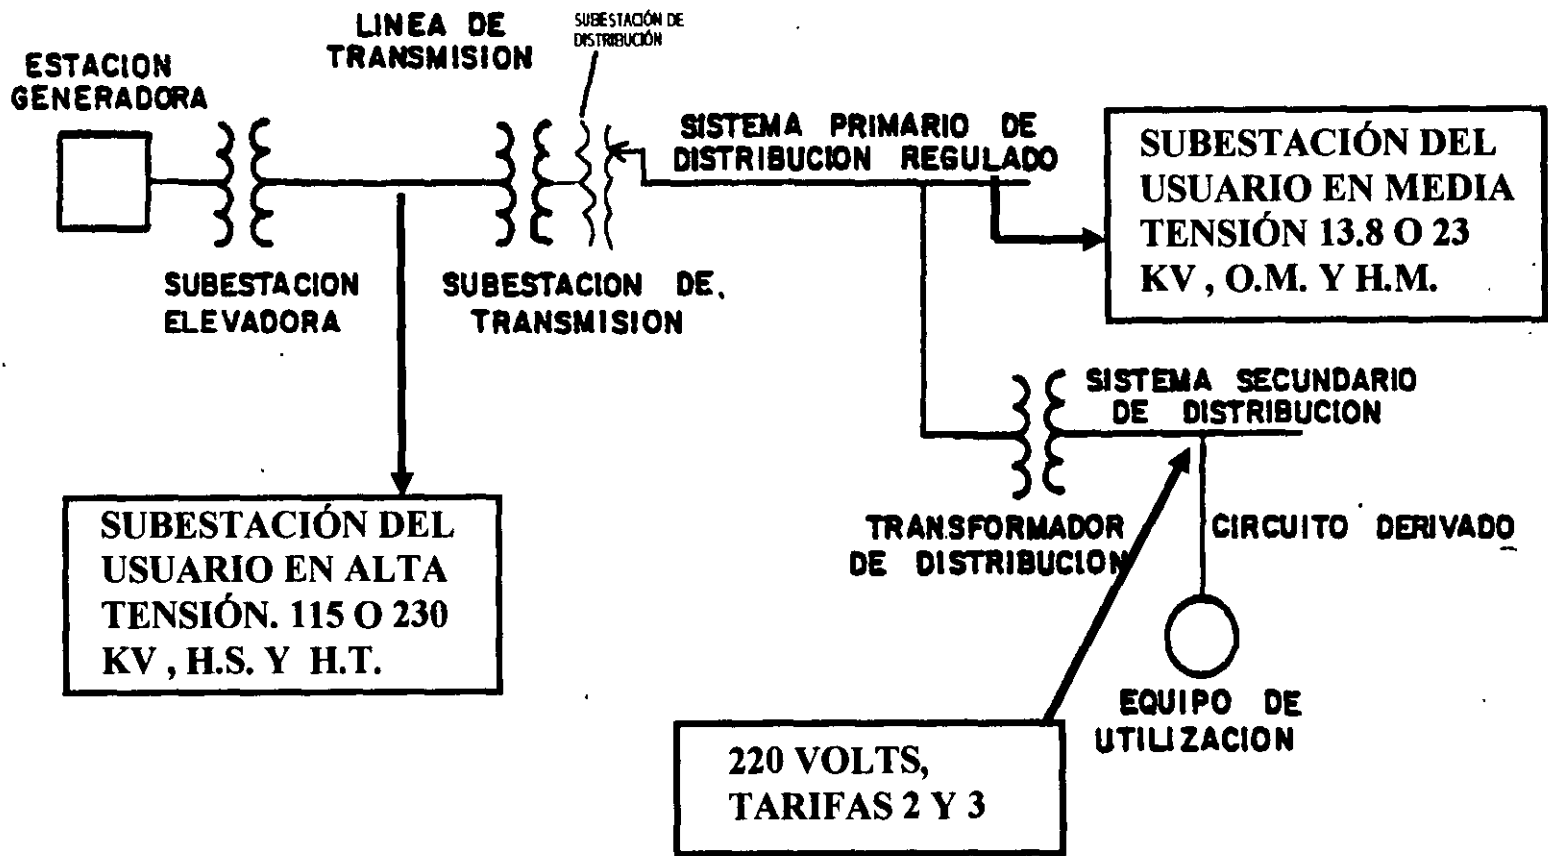 LINEA DE
TRANSMISION
SUBESTACIÓN DE
DISTRIBUCIÓN
ESTACION
GENERADORA
SISTEMA PRIMARIO DE
DISTRIBUCION REGULADO
SUBESTACIÓN DEL
USUARIO EN MEDIA
TENSIÓN 13.8 O 23
KV , O.M. Y H.M.
SUBESTACION
ELEVADORA
SUBESTACION DE
TRANSMISION
SISTEMA SECUNDARIO
DE DISTRIBUCION
SUBESTACIÓN DEL
USUARIO EN ALTA
TENSIÓN. 115 O 230
KV , H.S. Y H.T.
TRANSFORMADOR
DE DISTRIBUCION
CIRCUITO DERIVADO
EQUIPO DE
UTILIZACION
220 VOLTS,
TARIFAS 2 Y 3